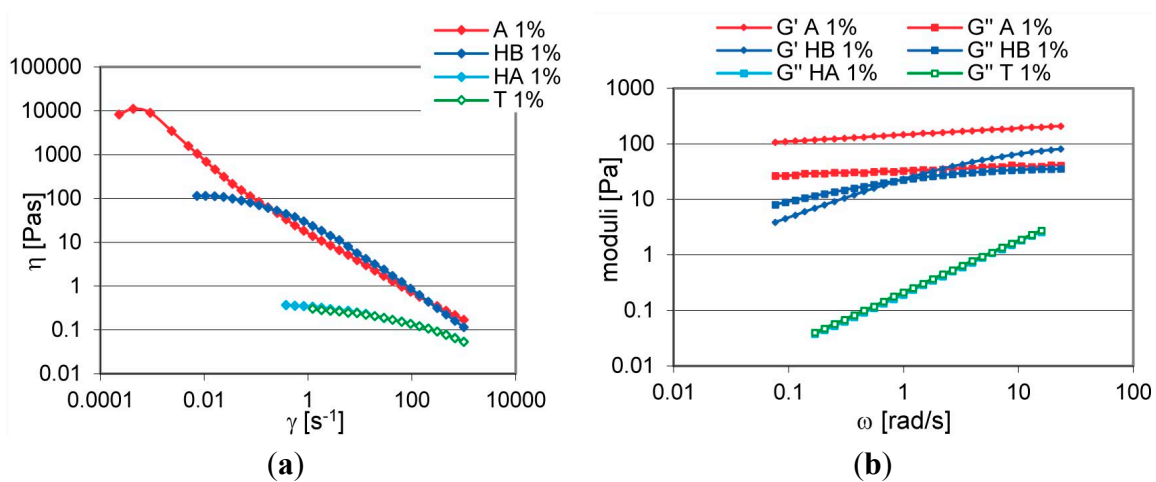 A 1%
HB 1%
HA 1%
T 1%
η [Pas]
100000
10000
1000
100
10
1
0.1
0.01
0.0001 0.01 1 100 10000
γ [s-1]
(a)
G' A 1% G'' A 1%
G' HB 1% G'' HB 1%
G'' HA 1% G'' T 1%
moduli [Pa]
1000
100
10
1
0.1
0.01
0.01 0.1 1 10 100
ω [rad/s]
(b)